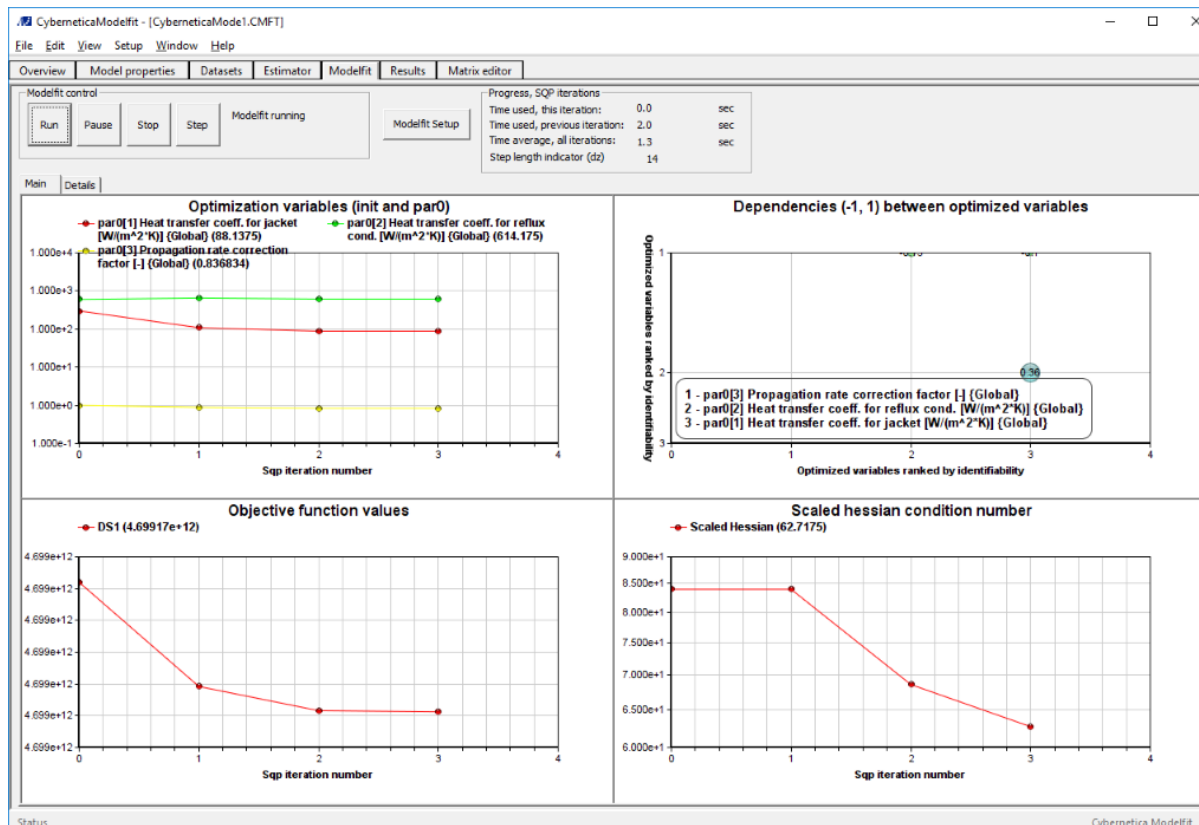 CyberneticaModelfit - [CyberneticaMode1.CMFT]
File Edit View Setup Window Help
Overview Model properties Datasets Estimator Modelfit Results Matrix editor
Modelfit control
Run Pause Stop Step Modelfit running
Modelfit Setup
Progress, SQP iterations
Time used, this iteration: 0.0 sec
Time used, previous iteration: 2.0 sec
Time average, all iterations: 1.3 sec
Step length indicator (dz) 14
Main Details
Optimization variables (init and par0)
par0[1] Heat transfer coeff. for jacket
[W/(m^2*K)] {Global} (88.1375)
par0[2] Heat transfer coeff. for reflux
cond. [W/(m^2*K)] {Global} (614.175)
par0[3] Propagation rate correction
factor [-] {Global} (0.836834)
1.000e+4
1.000e+3
1.000e+2
1.000e+1
1.000e+0
1.000e-1
0 1 2 3 4
Sqp iteration number
Dependencies (-1, 1) between optimized variables
Optimized variables ranked by identifiability
1
2
3
0.36
1 - par0[3] Propagation rate correction factor [-] {Global}
2 - par0[2] Heat transfer coeff. for reflux cond. [W/(m^2*K)] {Global}
3 - par0[1] Heat transfer coeff. for jacket [W/(m^2*K)] {Global}
0 1 2 3 4
Optimized variables ranked by identifiability
Objective function values
DS1 (4.69917e+12)
4.699e+12
4.699e+12
4.699e+12
4.699e+12
4.699e+12
4.699e+12
4.699e+12
0 1 2 3 4
Sqp iteration number
Scaled hessian condition number
Scaled Hessian (62.7175)
9.000e+1
8.500e+1
8.000e+1
7.500e+1
7.000e+1
6.500e+1
6.000e+1
0 1 2 3 4
Sqp iteration number
Status
Cybernetica Modelfit